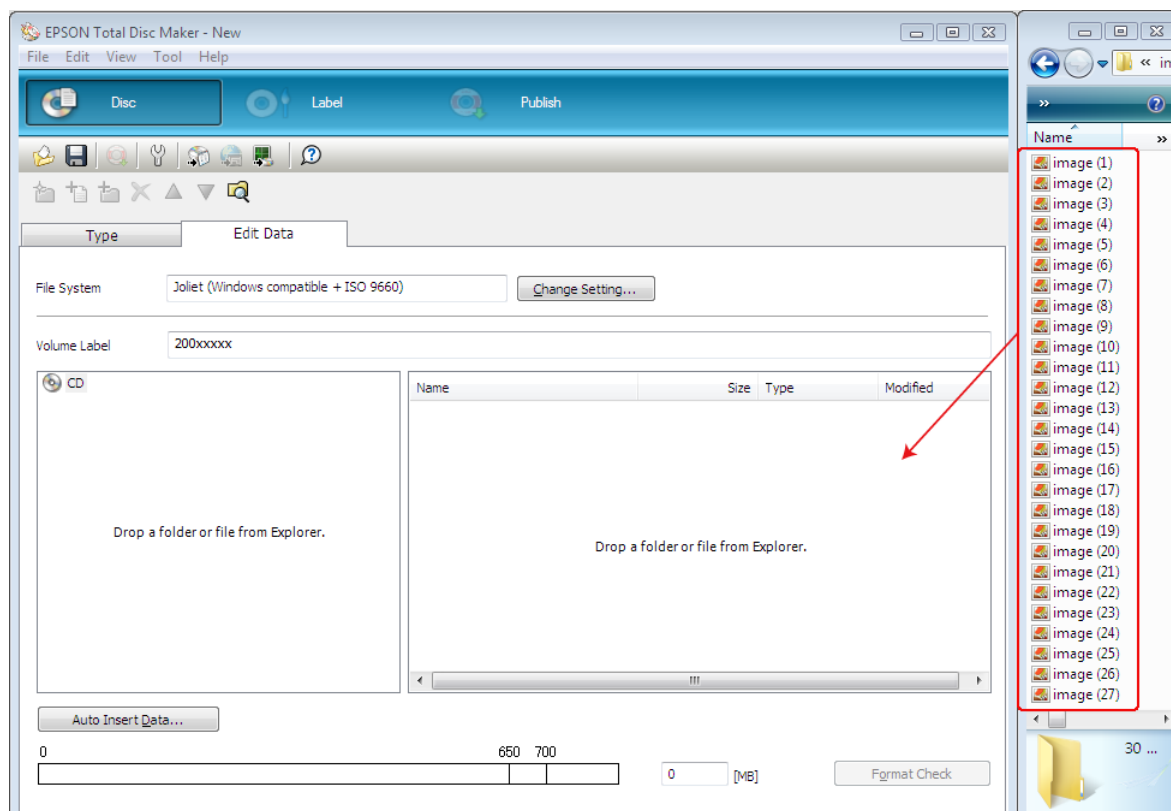 EPSON Total Disc Maker - New
File Edit View Tool Help
Disc Label Publish
Type Edit Data
File System Joliet (Windows compatible + ISO 9660) Change Setting...
Volume Label 200xxxxx
CD
Name Size Type Modified
Drop a folder or file from Explorer.
Drop a folder or file from Explorer.
Auto Insert Data...
0 650 700
0 [MB] Format Check
« in
»
Name »
image (1)
image (2)
image (3)
image (4)
image (5)
image (6)
image (7)
image (8)
image (9)
image (10)
image (11)
image (12)
image (13)
image (14)
image (15)
image (16)
image (17)
image (18)
image (19)
image (20)
image (21)
image (22)
image (23)
image (24)
image (25)
image (26)
image (27)
30 ...